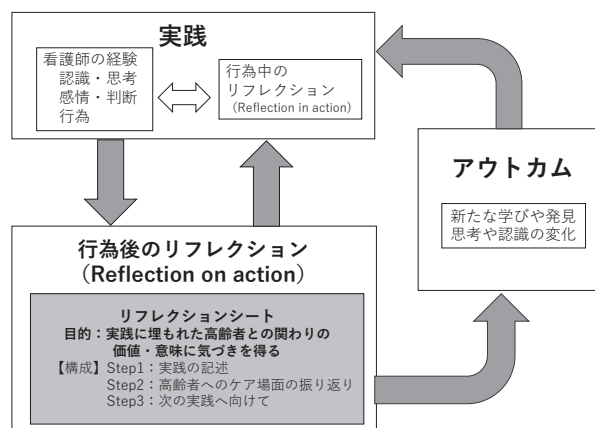 実践
看護師の経験
認識・思考
感情・判断
行為
行為中の
リフレクション
(Reflection in action)
アウトカム
新たな学びや発見
思考や認識の変化
行為後のリフレクション
(Reflection on action)
リフレクションシート
目的：実践に埋もれた高齢者との関わりの
価値・意味に気づきを得る
【構成】Step1：実践の記述
Step2：高齢者へのケア場面の振り返り
Step3：次の実践へ向けて